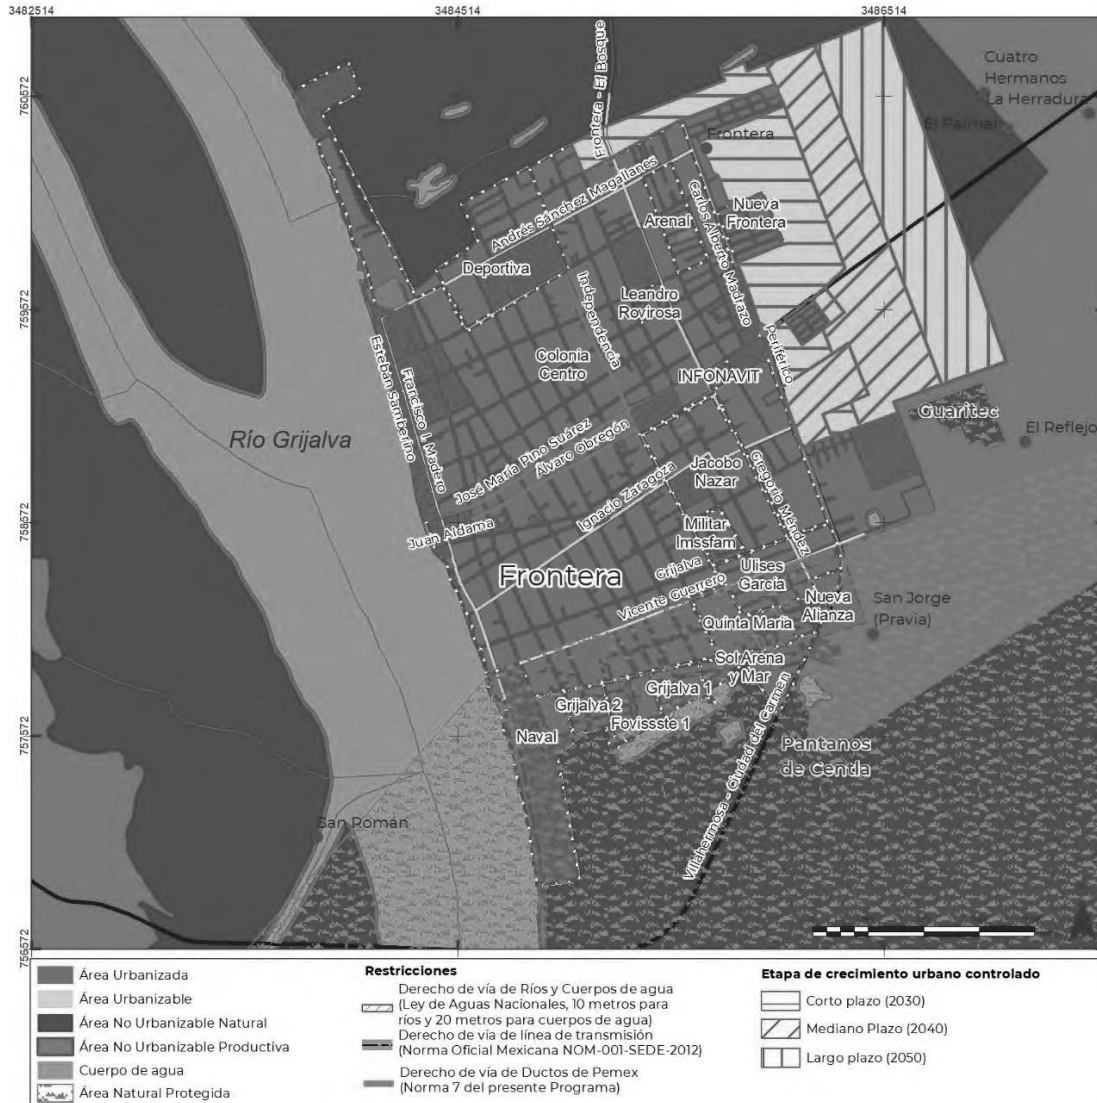 3482514
3484514
3486514
760572
759572
758572
757572
756572
Frontera - El Bosque
Cuatro
Hermanos
La Herradura
El Palmar
Frontera
Andrés Sánchez Magallanes
Arenal
Carlos Alberto Madrazo
Nueva
Frontera
Deportiva
Independencia
Leandro
Rovirosa
Periférico
Colonia
Centro
INFONAVIT
Esteban Samberino
Francisco I. Madero
Guaritec
El Reflejo
Río Grijalva
José María Pino Suárez
Álvaro Obregón
Ignacio Zaragoza
Jacobo
Nazar
Gregorio Méndez
Juan Aldama
Militar
Imssfam
Frontera
Grijalva
Vicente Guerrero
Ulises
García
Nueva
Alianza
San Jorge
(Pravia)
Quinta María
Sol Arena
y Mar
Grijalva 1
Grijalva 2
Fovissste 1
Naval
Pantanos
de Centla
Villahermosa - Ciudad del Carmen
San Román
Área Urbanizada
Área Urbanizable
Área No Urbanizable Natural
Área No Urbanizable Productiva
Cuerpo de agua
Área Natural Protegida
Restricciones
Derecho de vía de Ríos y Cuerpos de agua
(Ley de Aguas Nacionales, 10 metros para
ríos y 20 metros para cuerpos de agua)
Derecho de vía de línea de transmisión
(Norma Oficial Mexicana NOM-001-SEDE-2012)
Derecho de vía de Ductos de Pemex
(Norma 7 del presente Programa)
Etapa de crecimiento urbano controlado
Corto plazo (2030)
Mediano Plazo (2040)
Largo plazo (2050)